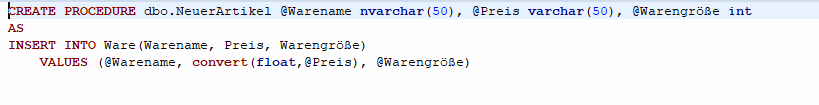 CREATE PROCEDURE dbo.NeuerArtikel @Warename nvarchar(50), @Preis varchar(50), @Warengröße int
AS
INSERT INTO Ware(Warename, Preis, Warengröße)
    VALUES (@Warename, convert(float,@Preis), @Warengröße)